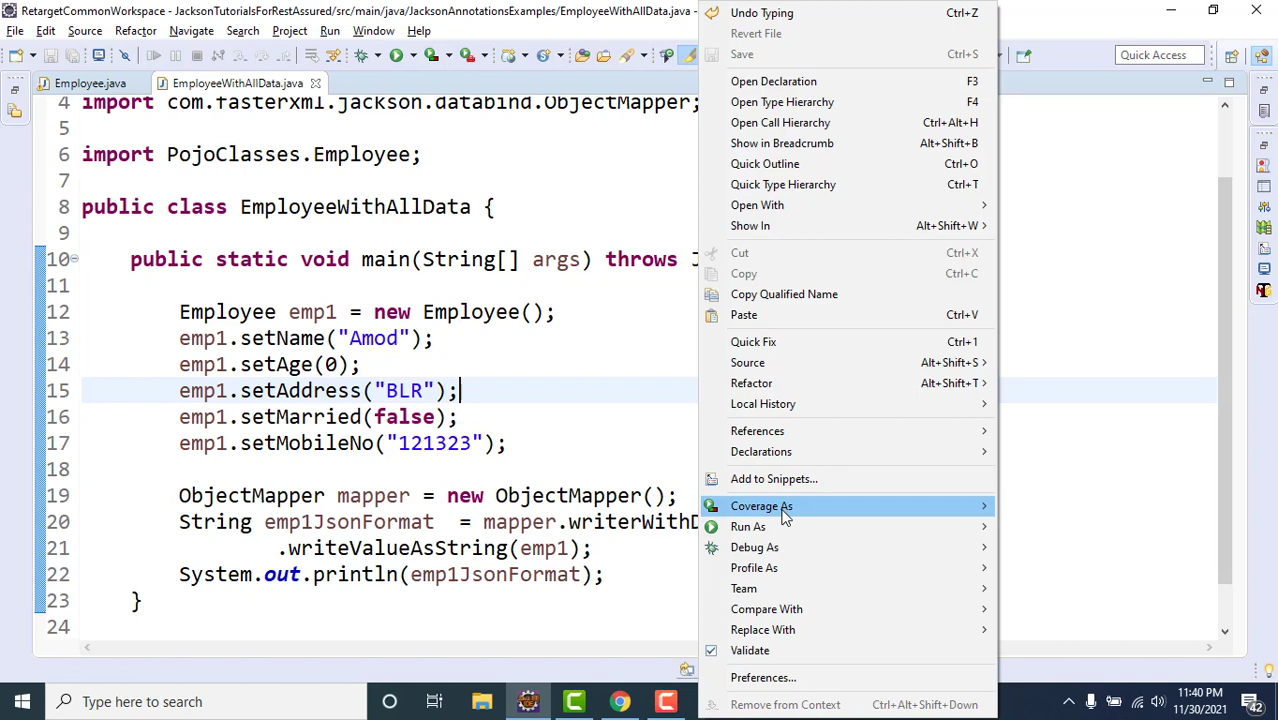 RetargetCommonWorkspace - JacksonTutorialsForRestAssured/src/main/java/JacksonAnnotationsExamples/EmployeeWithAllData.java -
File Edit Source Refactor Navigate Search Project Run Window Help
Quick Access
Employee.java EmployeeWithAllData.java
4 import com.fasterxml.jackson.databind.ObjectMapper;
5
6 import PojoClasses.Employee;
7
8 public class EmployeeWithAllData {
9
10 public static void main(String[] args) throws
11
12 Employee emp1 = new Employee();
13 emp1.setName("Amod");
14 emp1.setAge(0);
15 emp1.setAddress("BLR");
16 emp1.setMarried(false);
17 emp1.setMobileNo("121323");
18
19 ObjectMapper mapper = new ObjectMapper();
20 String emp1JsonFormat = mapper.writerWithD
21 .writeValueAsString(emp1);
22 System.out.println(emp1JsonFormat);
23 }
24
Undo Typing Ctrl+Z
Revert File
Save Ctrl+S
Open Declaration F3
Open Type Hierarchy F4
Open Call Hierarchy Ctrl+Alt+H
Show in Breadcrumb Alt+Shift+B
Quick Outline Ctrl+O
Quick Type Hierarchy Ctrl+T
Open With
Show In Alt+Shift+W
Cut Ctrl+X
Copy Ctrl+C
Copy Qualified Name
Paste Ctrl+V
Quick Fix Ctrl+1
Source Alt+Shift+S
Refactor Alt+Shift+T
Local History
References
Declarations
Add to Snippets...
Coverage As
Run As
Debug As
Profile As
Team
Compare With
Replace With
Validate
Preferences...
Remove from Context Ctrl+Alt+Shift+Down
Type here to search
11:40 PM
11/30/2021
42